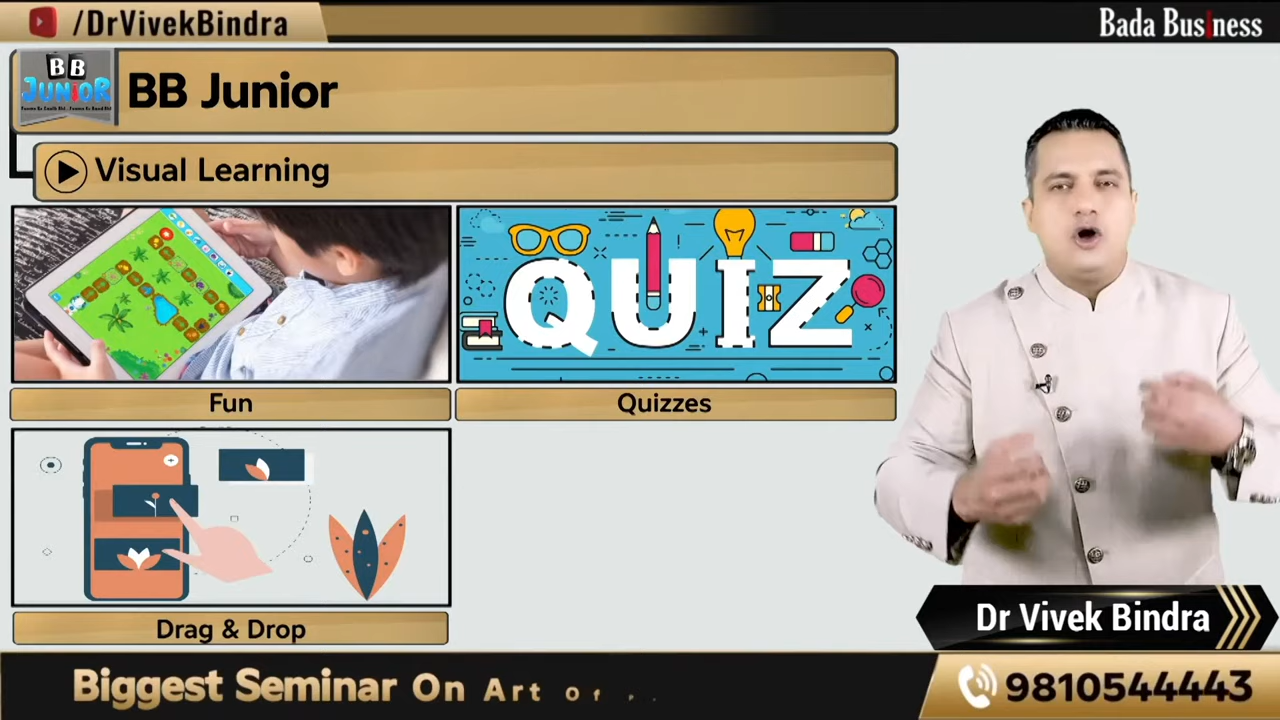 /DrVivekBindra
Bada Business
BB
JUNIOR
BB Junior
Visual Learning
QUIZ
Fun
Quizzes
Drag & Drop
Dr Vivek Bindra
Biggest Seminar On Art of
9810544443